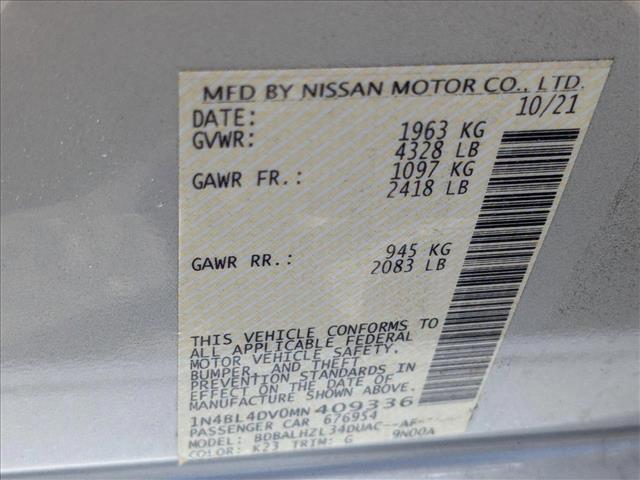 MFD BY NISSAN MOTOR CO., LTD.
DATE: 10/21
GVWR: 1963 KG
4328 LB
GAWR FR.: 1097 KG
2418 LB
GAWR RR.: 945 KG
2083 LB
THIS VEHICLE CONFORMS TO
ALL APPLICABLE FEDERAL
MOTOR VEHICLE SAFETY,
BUMPER, AND THEFT
PREVENTION STANDARDS IN
EFFECT ON THE DATE OF
MANUFACTURE SHOWN ABOVE.
1N4BL4DV0MN 409336
PASSENGER CAR 676954
MODEL: BDBALHZL34DUAC--AF-
COLOR: K23 TRIM: G 9N00A